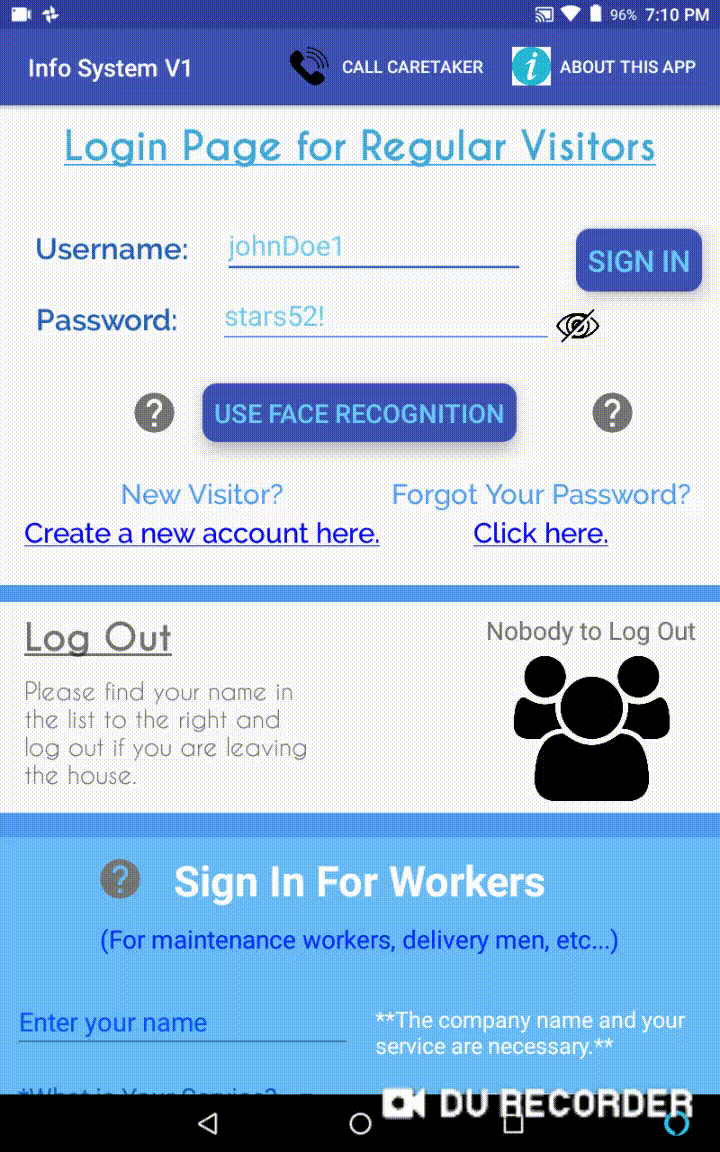 96% 7:10 PM
Info System V1 CALL CARETAKER i ABOUT THIS APP
Login Page for Regular Visitors
Username: johnDoe1 SIGN IN
Password: stars52!
? USE FACE RECOGNITION ?
New Visitor? Forgot Your Password?
Create a new account here. Click here.
Log Out Nobody to Log Out
Please find your name in
the list to the right and
log out if you are leaving
the house.
? Sign In For Workers
(For maintenance workers, delivery men, etc...)
Enter your name **The company name and your
service are necessary.**
*What is Your Service?
DU RECORDER